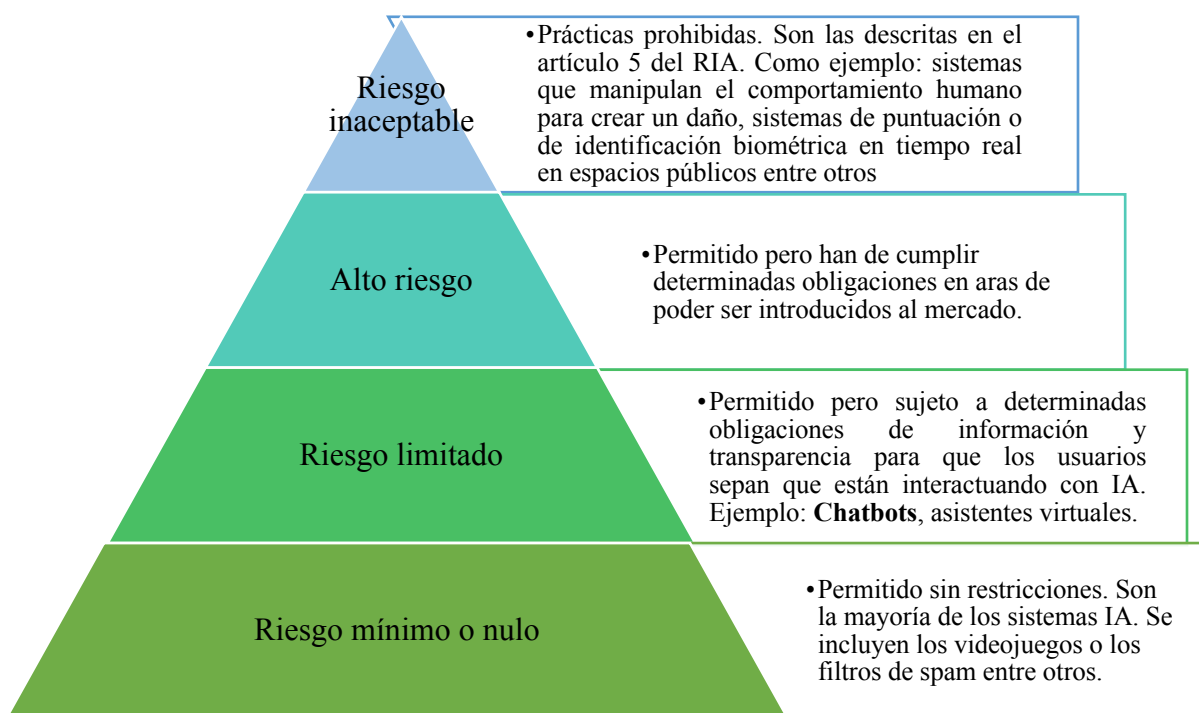 Riesgo
inaceptable
•Prácticas prohibidas. Son las descritas en el
artículo 5 del RIA. Como ejemplo: sistemas
que manipulan el comportamiento humano
para crear un daño, sistemas de puntuación o
de identificación biométrica en tiempo real
en espacios públicos entre otros
Alto riesgo
•Permitido pero han de cumplir
determinadas obligaciones en aras de
poder ser introducidos al mercado.
Riesgo limitado
•Permitido pero sujeto a determinadas
obligaciones de información y
transparencia para que los usuarios
sepan que están interactuando con IA.
Ejemplo: Chatbots, asistentes virtuales.
Riesgo mínimo o nulo
•Permitido sin restricciones. Son
la mayoría de los sistemas IA. Se
incluyen los videojuegos o los
filtros de spam entre otros.